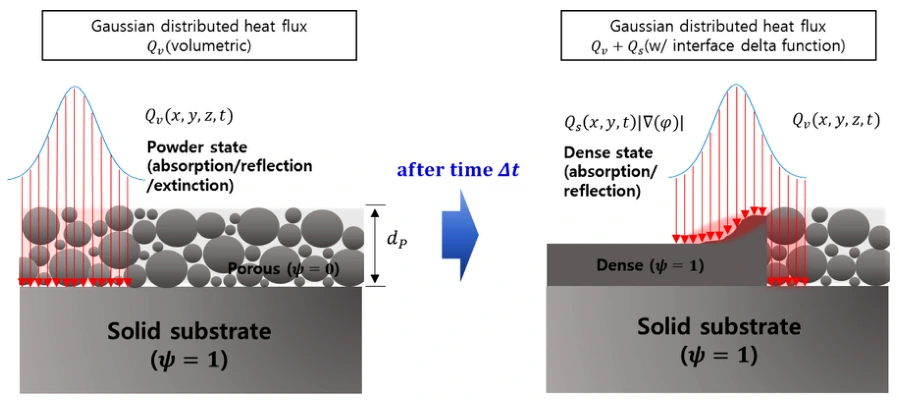 Gaussian distributed heat flux
Q_v(volumetric)
Q_v(x, y, z, t)
Powder state
(absorption/reflection
/extinction)
Porous (ψ = 0)
d_P
Solid substrate
(ψ = 1)
after time Δt
Gaussian distributed heat flux
Q_v + Q_s(w/ interface delta function)
Q_s(x, y, t)|∇(φ)|
Q_v(x, y, z, t)
Dense state
(absorption/
reflection)
Dense (ψ = 1)
Solid substrate
(ψ = 1)